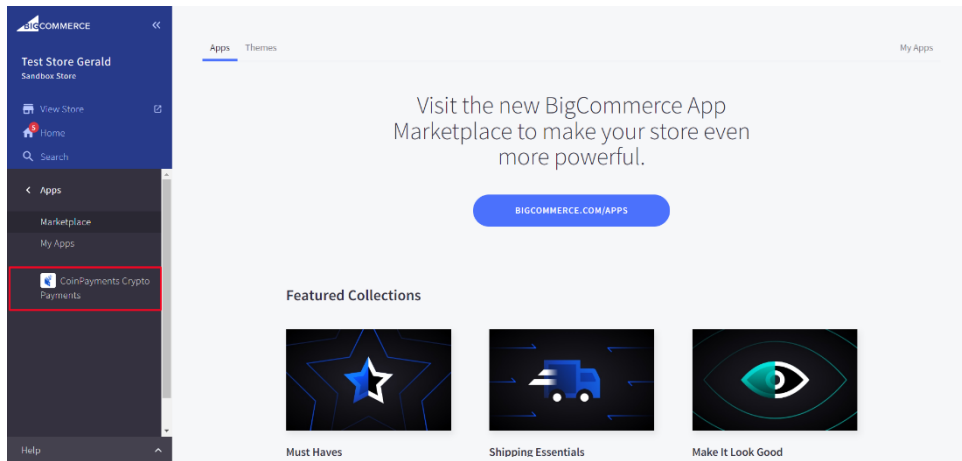 BIGCOMMERCE
Test Store Gerald
Sandbox Store
View Store
5
Home
Search
Apps
Marketplace
My Apps
CoinPayments Crypto
Payments
Help
Apps Themes My Apps
Visit the new BigCommerce App
Marketplace to make your store even
more powerful.
BIGCOMMERCE.COM/APPS
Featured Collections
Must Haves
Shipping Essentials
Make It Look Good